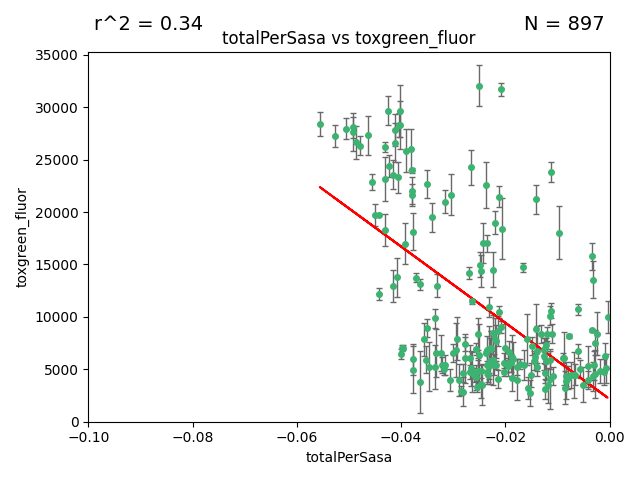 r^2 = 0.34
N = 897
totalPerSasa vs toxgreen_fluor
35000
30000
25000
20000
15000
10000
5000
0
toxgreen_fluor
−0.10
−0.08
−0.06
−0.04
−0.02
0.00
totalPerSasa